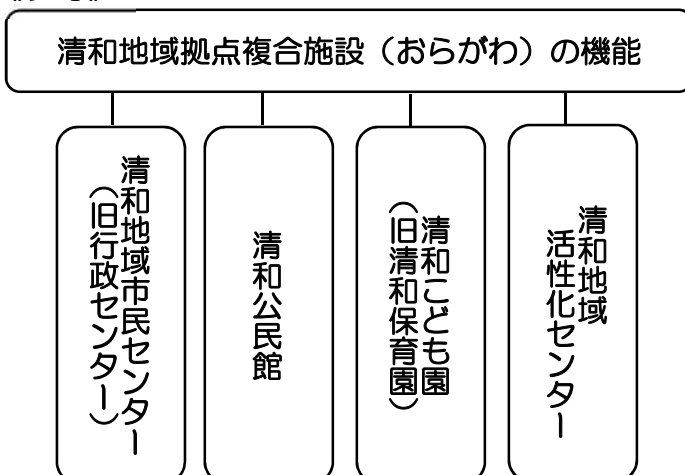 清和地域拠点複合施設（おらがわ）の機能
清和地域市民センター
（旧行政センター）
清和公民館
清和こども園
（旧清和保育園）
清和地域
活性化センター